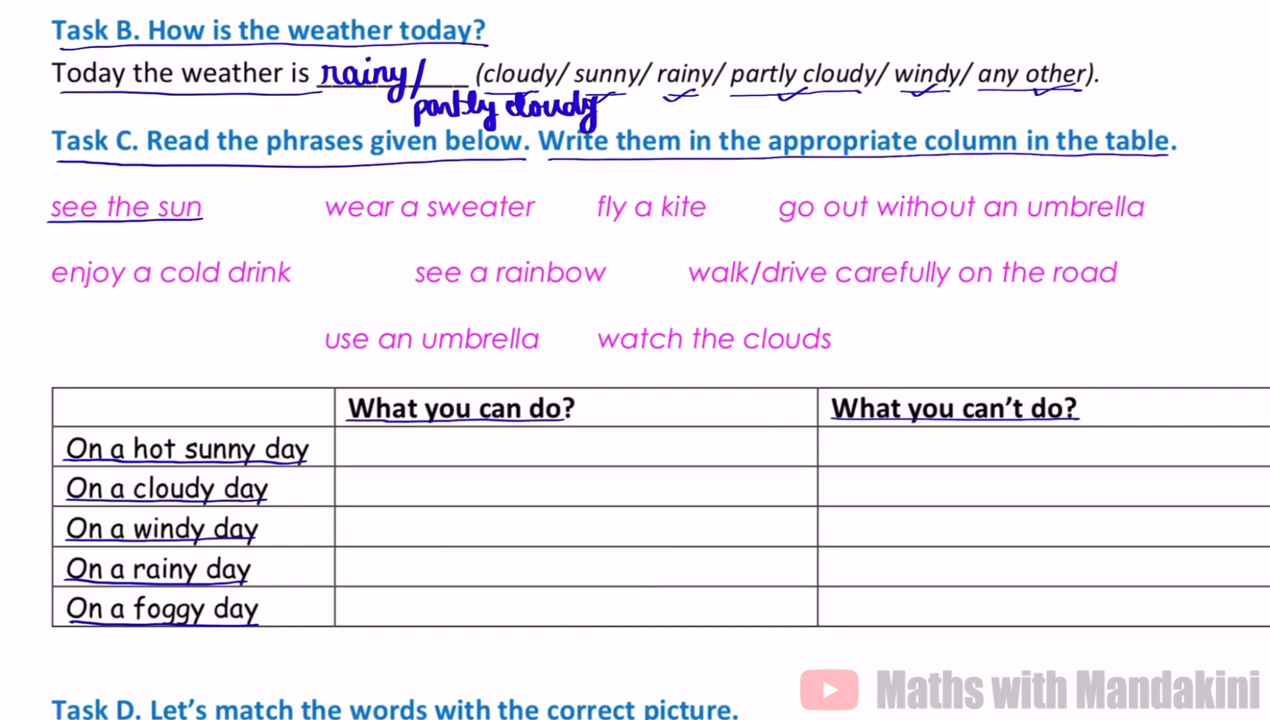 Task B. How is the weather today?
Today the weather is rainy/ (cloudy/ sunny/ rainy/ partly cloudy/ windy/ any other).
partly cloudy
Task C. Read the phrases given below. Write them in the appropriate column in the table.
see the sun wear a sweater fly a kite go out without an umbrella
enjoy a cold drink see a rainbow walk/drive carefully on the road
use an umbrella watch the clouds
What you can do? What you can't do?
On a hot sunny day
On a cloudy day
On a windy day
On a rainy day
On a foggy day
Maths with Mandakini
Task D. Let's match the words with the correct picture.